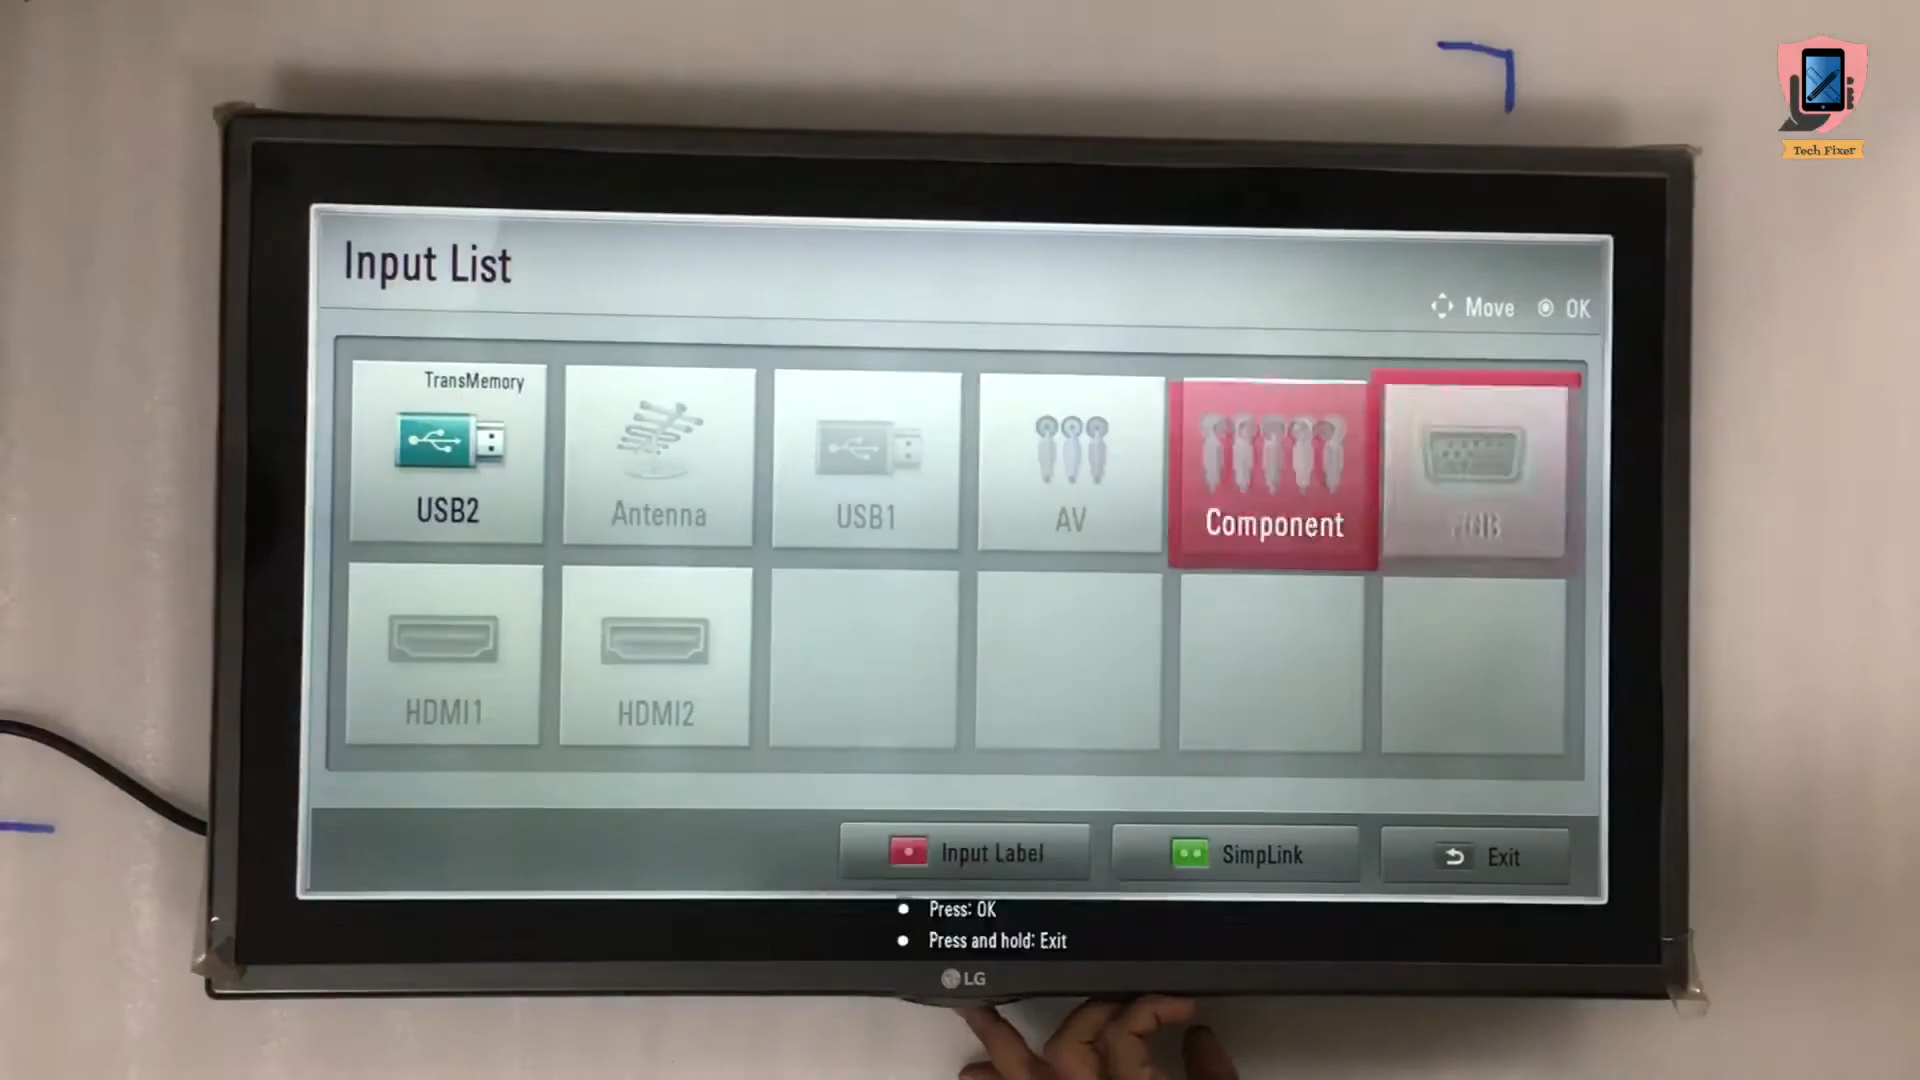 Tech Fixer
Input List
Move OK
TransMemory
USB2
Antenna
USB1
AV
Component
HDMI1
HDMI2
Input Label
SimpLink
Exit
Press: OK
Press and hold: Exit
LG